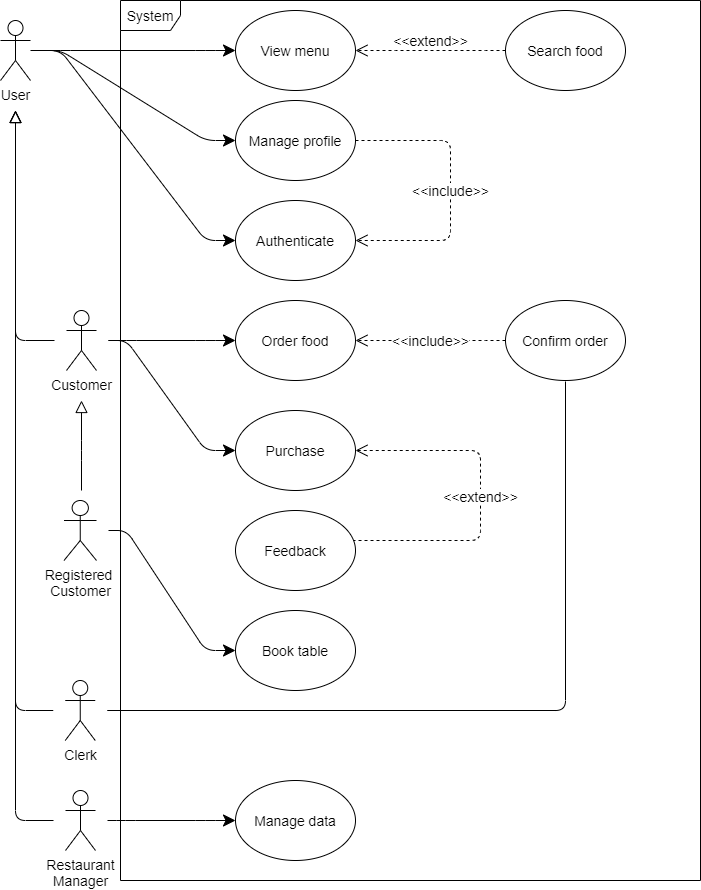 System
View menu
<<extend>>
Search food
User
Manage profile
<<include>>
Authenticate
Order food
<<include>>
Confirm order
Customer
Purchase
<<extend>>
Feedback
Registered
Customer
Book table
Clerk
Manage data
Restaurant
Manager